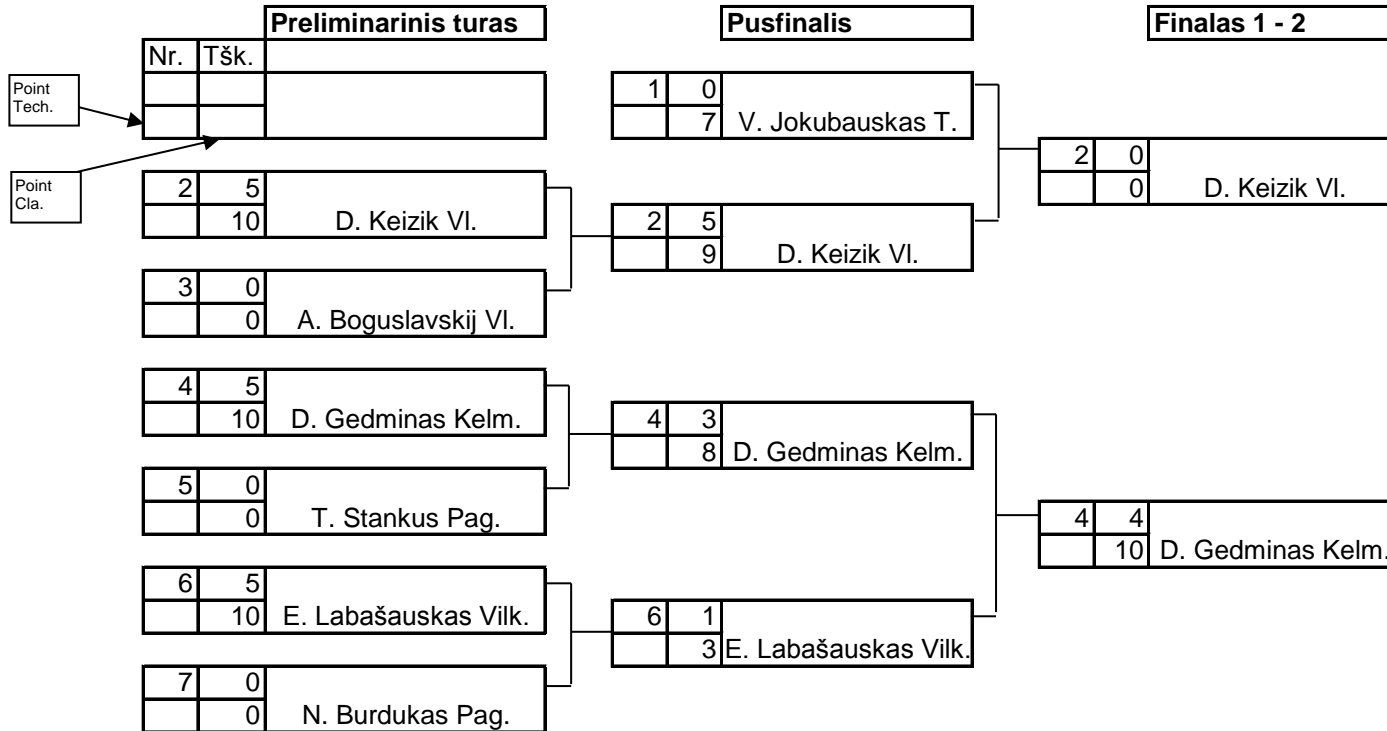 Preliminarinis turas Pusfinalis Finalas 1 - 2
Nr. Tšk.
Point
Tech.
Point
Cla.
2 5
10 D. Keizik Vl.
3 0
0 A. Boguslavskij Vl.
4 5
10 D. Gedminas Kelm.
5 0
0 T. Stankus Pag.
6 5
10 E. Labašauskas Vilk.
7 0
0 N. Burdukas Pag.
1 0
7 V. Jokubauskas T.
2 5
9 D. Keizik Vl.
4 3
8 D. Gedminas Kelm.
6 1
3 E. Labašauskas Vilk.
2 0
0 D. Keizik Vl.
4 4
10 D. Gedminas Kelm.